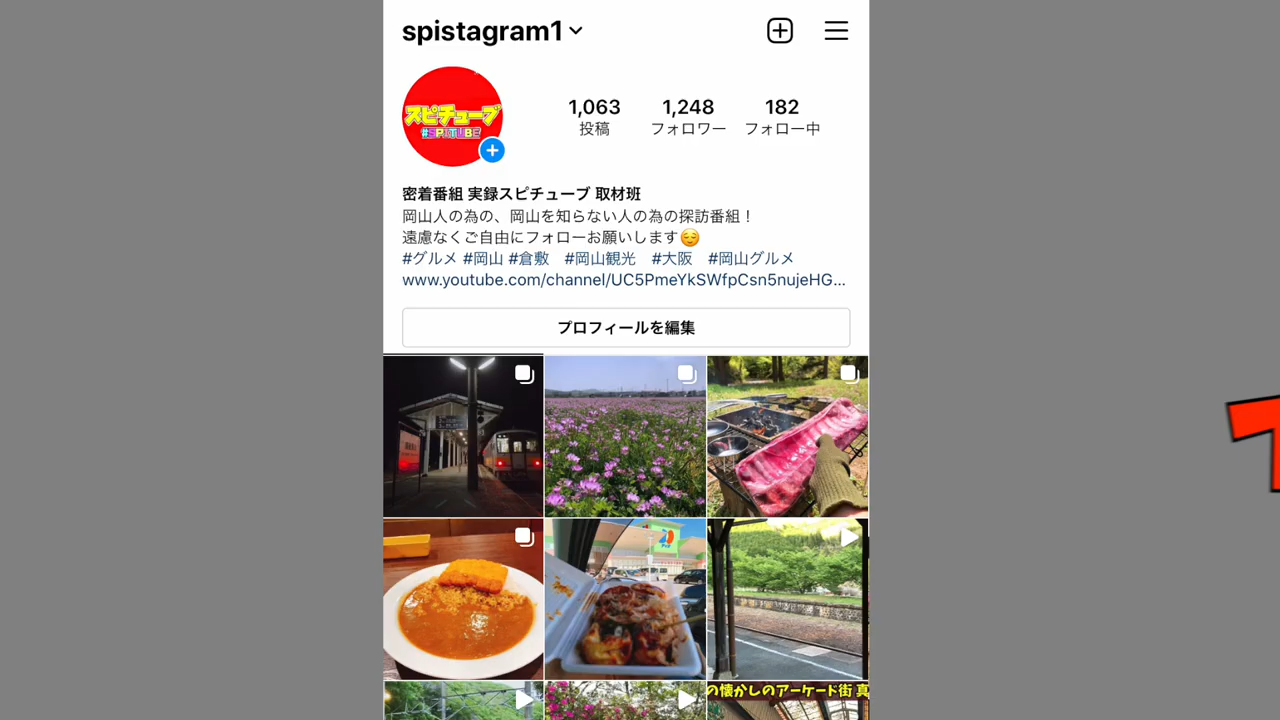 spistagram1
スピチューブ
#SPITUBE
1,063 1,248 182
投稿 フォロワー フォロー中
密着番組 実録スピチューブ 取材班
岡山人の為の、岡山を知らない人の為の探訪番組！
遠慮なくご自由にフォローお願いします😌
#グルメ #岡山 #倉敷　#岡山観光　#大阪　#岡山グルメ
www.youtube.com/channel/UC5PmeYkSWfpCsn5nujeHG...
プロフィールを編集
の懐かしのアーケード街 真